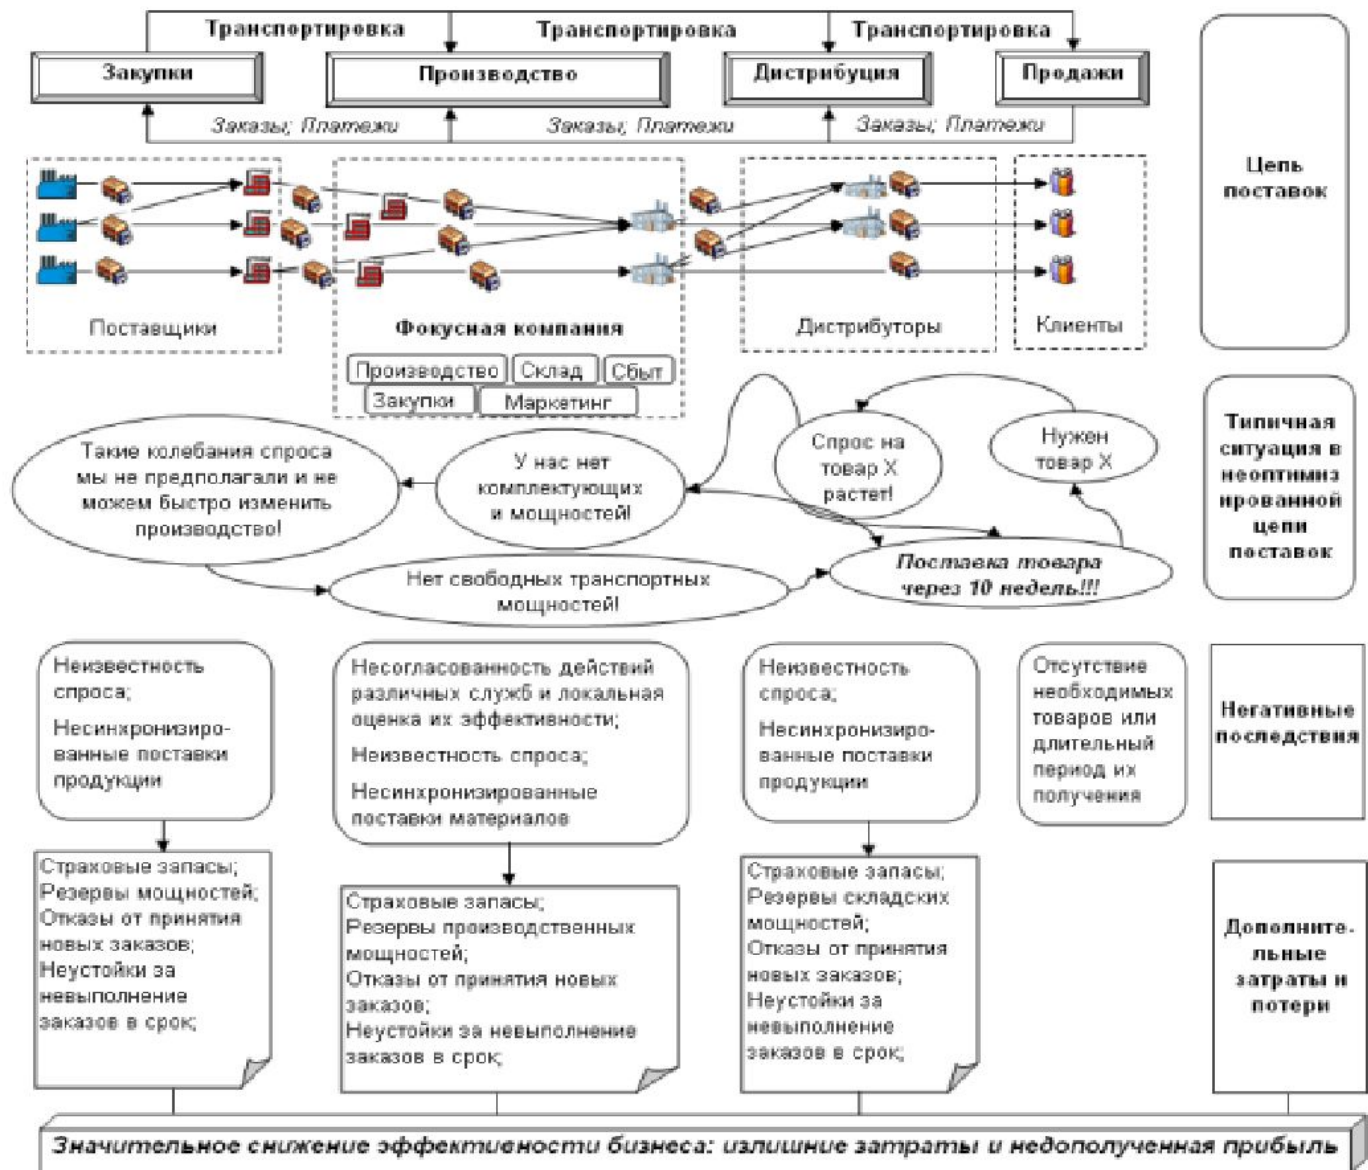 Транспортировка
Транспортировка
Транспортировка
Закупки
Производство
Дистрибуция
Продажи
Заказы; Платежи
Заказы; Платежи
Заказы; Платежи
Цепь
поставок
Поставщики
Фокусная компания
Дистрибуторы
Клиенты
Производство
Склад
Сбыт
Закупки
Маркетинг
Типичная
ситуация в
неоптимиз
ированной
цепи
поставок
Нужен
товар X
Спрос на
товар X
растет!
У нас нет
комплектующих
и мощностей!
Такие колебания спроса
мы не предполагали и не
можем быстро изменить
производство!
Нет свободных транспортных
мощностей!
Поставка товара
через 10 недель!!!
Неизвестность
спроса;
Несинхронизиро-
ванные поставки
продукции
Несогласованность действий
различных служб и локальная
оценка их эффективности;
Неизвестность спроса;
Несинхронизированные
поставки материалов
Неизвестность
спроса;
Несинхронизиро-
ванные поставки
продукции
Отсутствие
необходимых
товаров или
длительный
период их
получения
Негативные
последствия
Страховые запасы;
Резервы мощностей;
Отказы от принятия
новых заказов;
Неустойки за
невыполнение
заказов в срок;
Страховые запасы;
Резервы производственных
мощностей;
Отказы от принятия новых
заказов;
Неустойки за невыполнение
заказов в срок;
Страховые запасы;
Резервы складских
мощностей;
Отказы от принятия
новых заказов;
Неустойки за
невыполнение
заказов в срок;
Дополните-
льные
затраты и
потери
Значительное снижение эффективности бизнеса: излишние затраты и недополученная прибыль